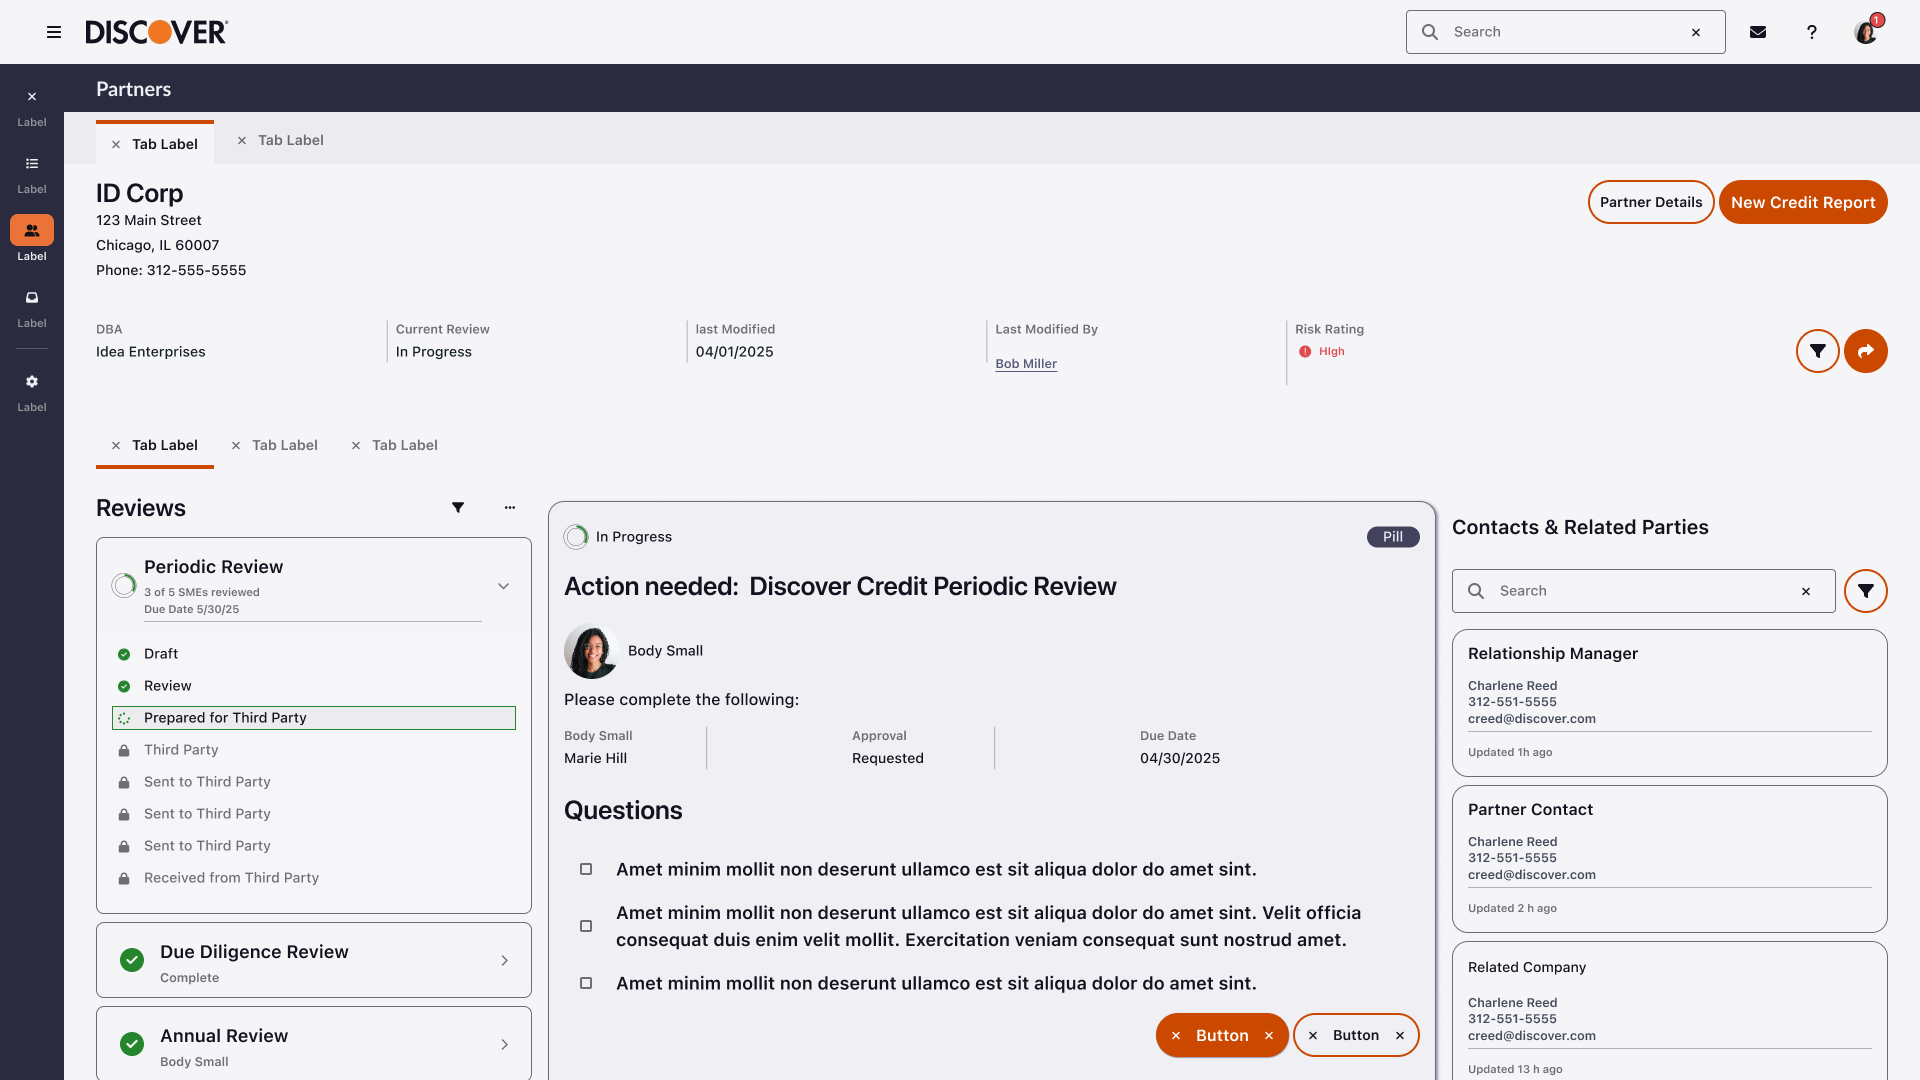 DISCOVER
Search
?
1
Partners
Label
Label
Label
Label
Label
Tab Label
Tab Label
ID Corp
123 Main Street
Chicago, IL 60007
Phone: 312-555-5555
Partner Details
New Credit Report
DBA
Idea Enterprises
Current Review
In Progress
last Modified
04/01/2025
Last Modified By
Bob Miller
Risk Rating
HIgh
Tab Label
Tab Label
Tab Label
Reviews
Periodic Review
3 of 5 SMEs reviewed
Due Date 5/30/25
Draft
Review
Prepared for Third Party
Third Party
Sent to Third Party
Sent to Third Party
Sent to Third Party
Received from Third Party
Due Diligence Review
Complete
Annual Review
Body Small
In Progress
Pill
Action needed: Discover Credit Periodic Review
Body Small
Please complete the following:
Body Small
Marie Hill
Approval
Requested
Due Date
04/30/2025
Questions
Amet minim mollit non deserunt ullamco est sit aliqua dolor do amet sint.
Amet minim mollit non deserunt ullamco est sit aliqua dolor do amet sint. Velit officia
consequat duis enim velit mollit. Exercitation veniam consequat sunt nostrud amet.
Amet minim mollit non deserunt ullamco est sit aliqua dolor do amet sint.
Button
Button
Contacts & Related Parties
Search
Relationship Manager
Charlene Reed
312-551-5555
creed@discover.com
Updated 1h ago
Partner Contact
Charlene Reed
312-551-5555
creed@discover.com
Updated 2 h ago
Related Company
Charlene Reed
312-551-5555
creed@discover.com
Updated 13 h ago